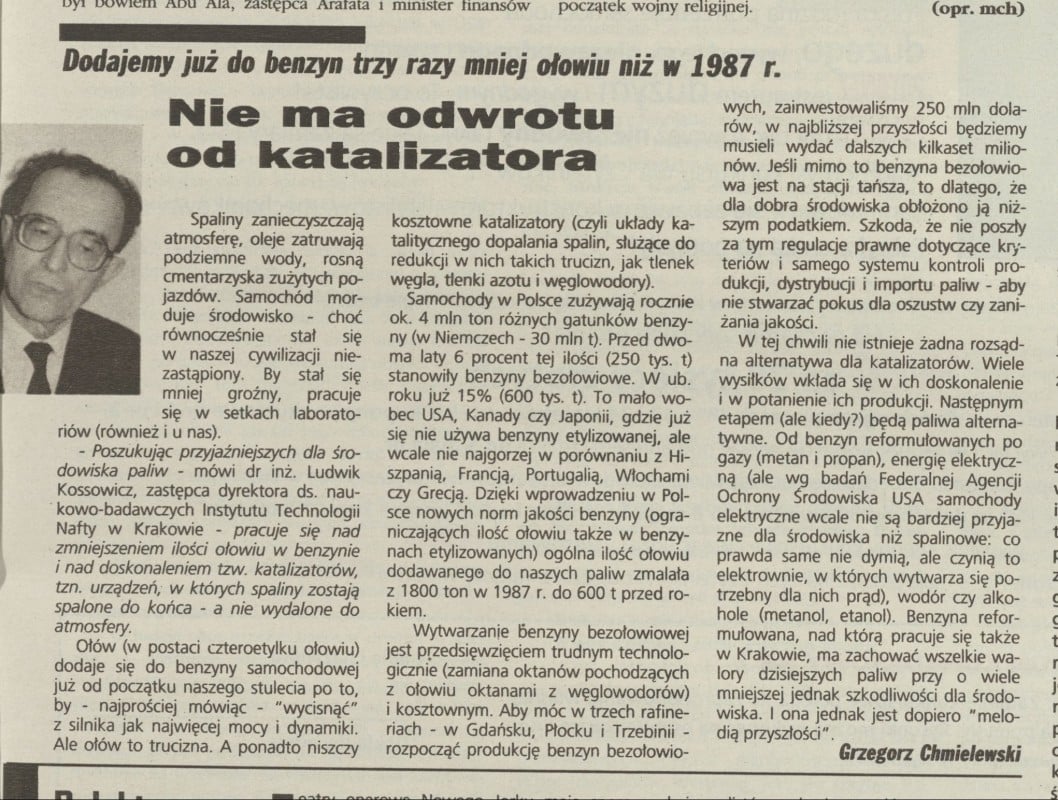 był bowiem Abu Ala, zastępca Arafata i minister finansów
początek wojny religijnej.
(opr. mch)
Dodajemy już do benzyn trzy razy mniej ołowiu niż w 1987 r.
Nie ma odwrotu
od katalizatora
Spaliny zanieczyszczają
atmosferę, oleje zatruwają
podziemne wody, rosną
cmentarzyska zużytych po-
jazdów. Samochód mor-
duje środowisko - choć
równocześnie stał się
w naszej cywilizacji nie-
zastąpiony. By stał się
mniej groźny, pracuje
się w setkach laborato-
riów (również i u nas).
- Poszukując przyjaźniejszych dla śro-
dowiska paliw - mówi dr inż. Ludwik
Kossowicz, zastępca dyrektora ds. nau-
kowo-badawczych Instytutu Technologii
Nafty w Krakowie - pracuje się nad
zmniejszeniem ilości ołowiu w benzynie
i nad doskonaleniem tzw. katalizatorów,
tzn. urządzeń, w których spaliny zostają
spalone do końca - a nie wydalone do
atmosfery.
Ołów (w postaci czteroetylku ołowiu)
dodaje się do benzyny samochodowej
już od początku naszego stulecia po to,
by - najprościej mówiąc - "wycisnąć"
z silnika jak najwięcej mocy i dynamiki.
Ale ołów to trucizna. A ponadto niszczy
kosztowne katalizatory (czyli układy ka-
talitycznego dopalania spalin, służące do
redukcji w nich takich trucizn, jak tlenek
węgla, tlenki azotu i węglowodory).
Samochody w Polsce zużywają rocznie
ok. 4 mln ton różnych gatunków benzy-
ny (w Niemczech - 30 mln t). Przed dwo-
ma laty 6 procent tej ilości (250 tys. t)
stanowiły benzyny bezołowiowe. W ub.
roku już 15% (600 tys. t). To mało wo-
bec USA, Kanady czy Japonii, gdzie już
się nie używa benzyny etylizowanej, ale
wcale nie najgorzej w porównaniu z Hi-
szpanią, Francją, Portugalią, Włochami
czy Grecją. Dzięki wprowadzeniu w Pol-
sce nowych norm jakości benzyny (ogra-
niczających ilość ołowiu także w benzy-
nach etylizowanych) ogólna ilość ołowiu
dodawanego do naszych paliw zmalała
z 1800 ton w 1987 r. do 600 t przed ro-
kiem.
Wytwarzanie benzyny bezołowiowej
jest przedsięwzięciem trudnym technolo-
gicznie (zamiana oktanów pochodzących
z ołowiu oktanami z węglowodorów)
i kosztownym. Aby móc w trzech rafine-
riach - w Gdańsku, Płocku i Trzebinii -
rozpocząć produkcję benzyn bezołowio-
wych, zainwestowaliśmy 250 mln dola-
rów, w najbliższej przyszłości będziemy
musieli wydać dalszych kilkaset milio-
nów. Jeśli mimo to benzyna bezołowio-
wa jest na stacji tańsza, to dlatego, że
dla dobra środowiska obłożono ją niż-
szym podatkiem. Szkoda, że nie poszły
za tym regulacje prawne dotyczące kry-
teriów i samego systemu kontroli pro-
dukcji, dystrybucji i importu paliw - aby
nie stwarzać pokus dla oszustw czy zani-
żania jakości.
W tej chwili nie istnieje żadna rozsąd-
na alternatywa dla katalizatorów. Wiele
wysiłków wkłada się w ich doskonalenie
i w potanienie ich produkcji. Następnym
etapem (ale kiedy?) będą paliwa alterna-
tywne. Od benzyn reformułowanych po
gazy (metan i propan), energię elektrycz-
ną (ale wg badań Federalnej Agencji
Ochrony Środowiska USA samochody
elektryczne wcale nie są bardziej przyja-
zne dla środowiska niż spalinowe: co
prawda same nie dymią, ale czynią to
elektrownie, w których wytwarza się po-
trzebny dla nich prąd), wodór czy alko-
hole (metanol, etanol). Benzyna refor-
mułowana, nad którą pracuje się także
w Krakowie, ma zachować wszelkie wa-
lory dzisiejszych paliw przy o wiele
mniejszej jednak szkodliwości dla środo-
wiska. I ona jednak jest dopiero "melo-
dią przyszłości".
Grzegorz Chmielewski